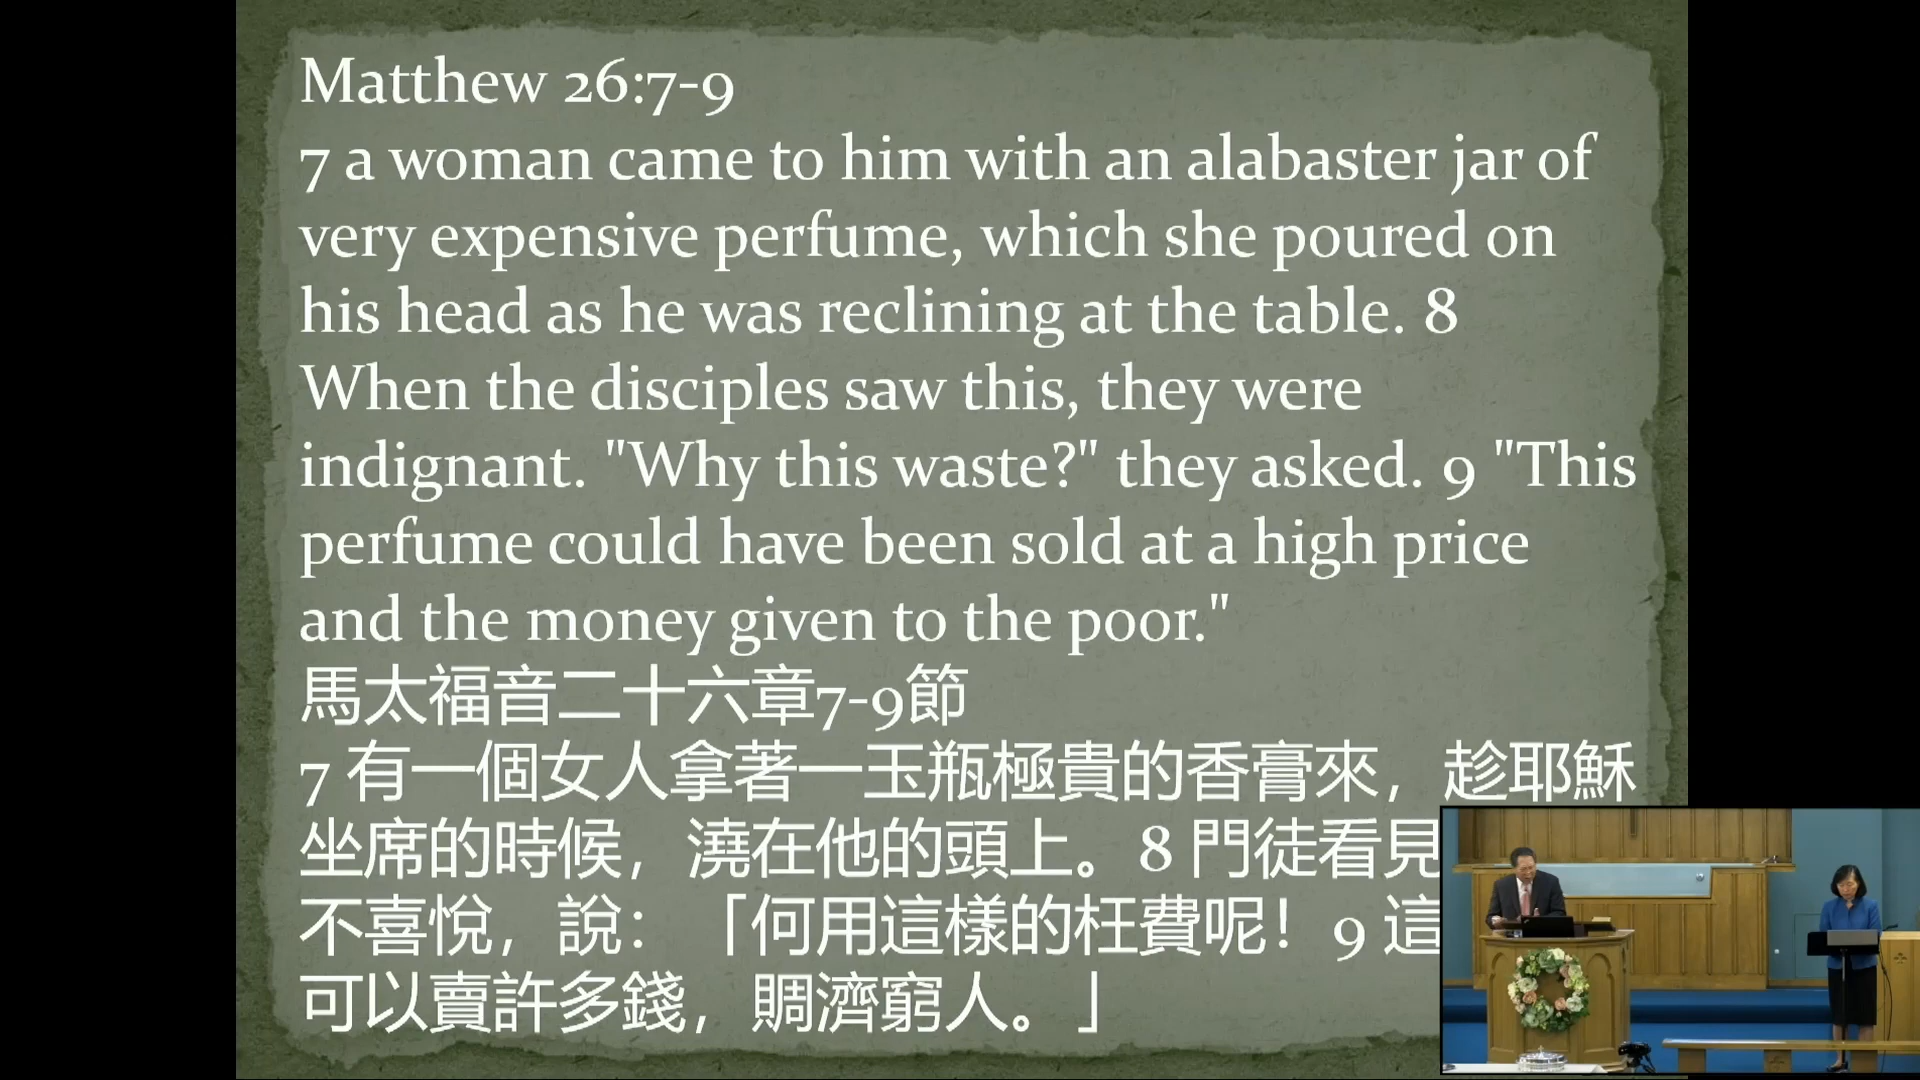 Matthew 26:7-9
7 a woman came to him with an alabaster jar of
very expensive perfume, which she poured on
his head as he was reclining at the table. 8
When the disciples saw this, they were
indignant. "Why this waste?" they asked. 9 "This
perfume could have been sold at a high price
and the money given to the poor."
馬太福音二十六章7-9節
7 有一個女人拿著一玉瓶極貴的香膏來，趁耶穌
坐席的時候，澆在他的頭上。8 門徒看見
不喜悅，說：「何用這樣的枉費呢！9 這
可以賣許多錢，賙濟窮人。」